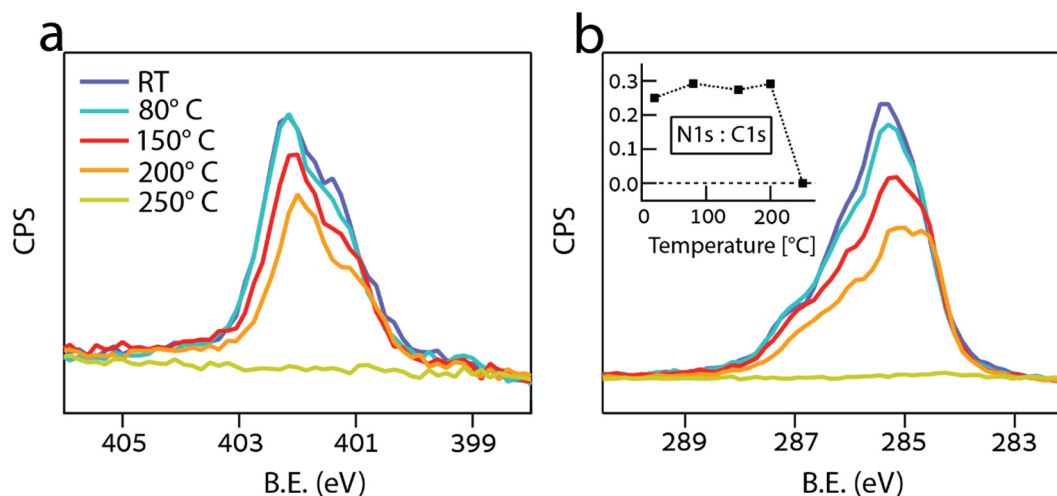 a
RT
80° C
150° C
200° C
250° C
CPS
405 403 401 399
B.E. (eV)
b
0.3
0.2
0.1
0.0
N1s : C1s
0 100 200
Temperature [°C]
CPS
289 287 285 283
B.E. (eV)